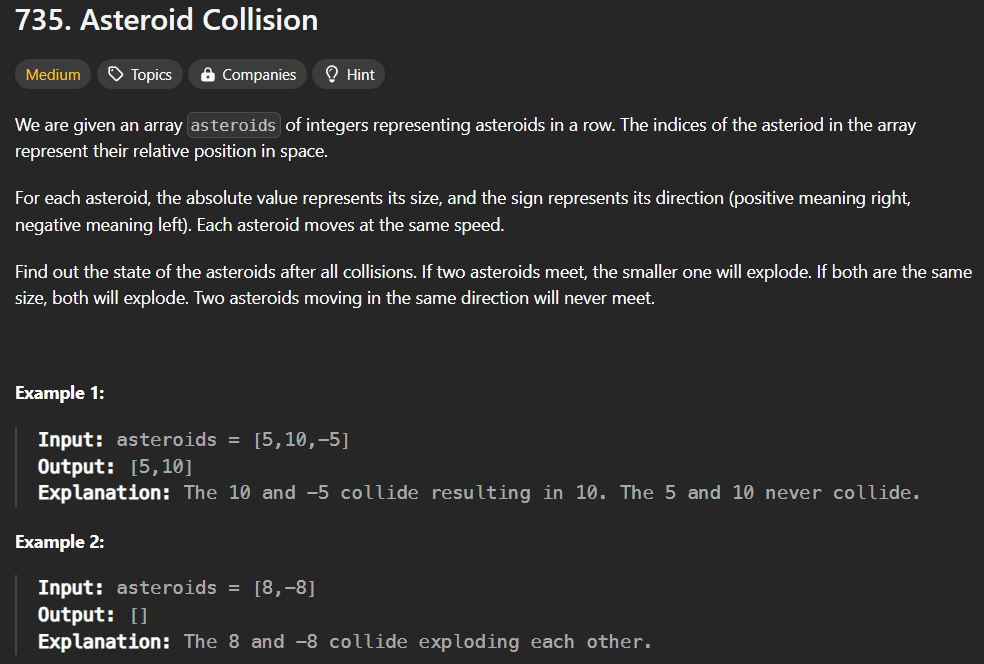 735. Asteroid Collision
Medium Topics Companies Hint
We are given an array asteroids of integers representing asteroids in a row. The indices of the asteriod in the array
represent their relative position in space.
For each asteroid, the absolute value represents its size, and the sign represents its direction (positive meaning right,
negative meaning left). Each asteroid moves at the same speed.
Find out the state of the asteroids after all collisions. If two asteroids meet, the smaller one will explode. If both are the same
size, both will explode. Two asteroids moving in the same direction will never meet.
Example 1:
Input: asteroids = [5,10,-5]
Output: [5,10]
Explanation: The 10 and -5 collide resulting in 10. The 5 and 10 never collide.
Example 2:
Input: asteroids = [8,-8]
Output: []
Explanation: The 8 and -8 collide exploding each other.